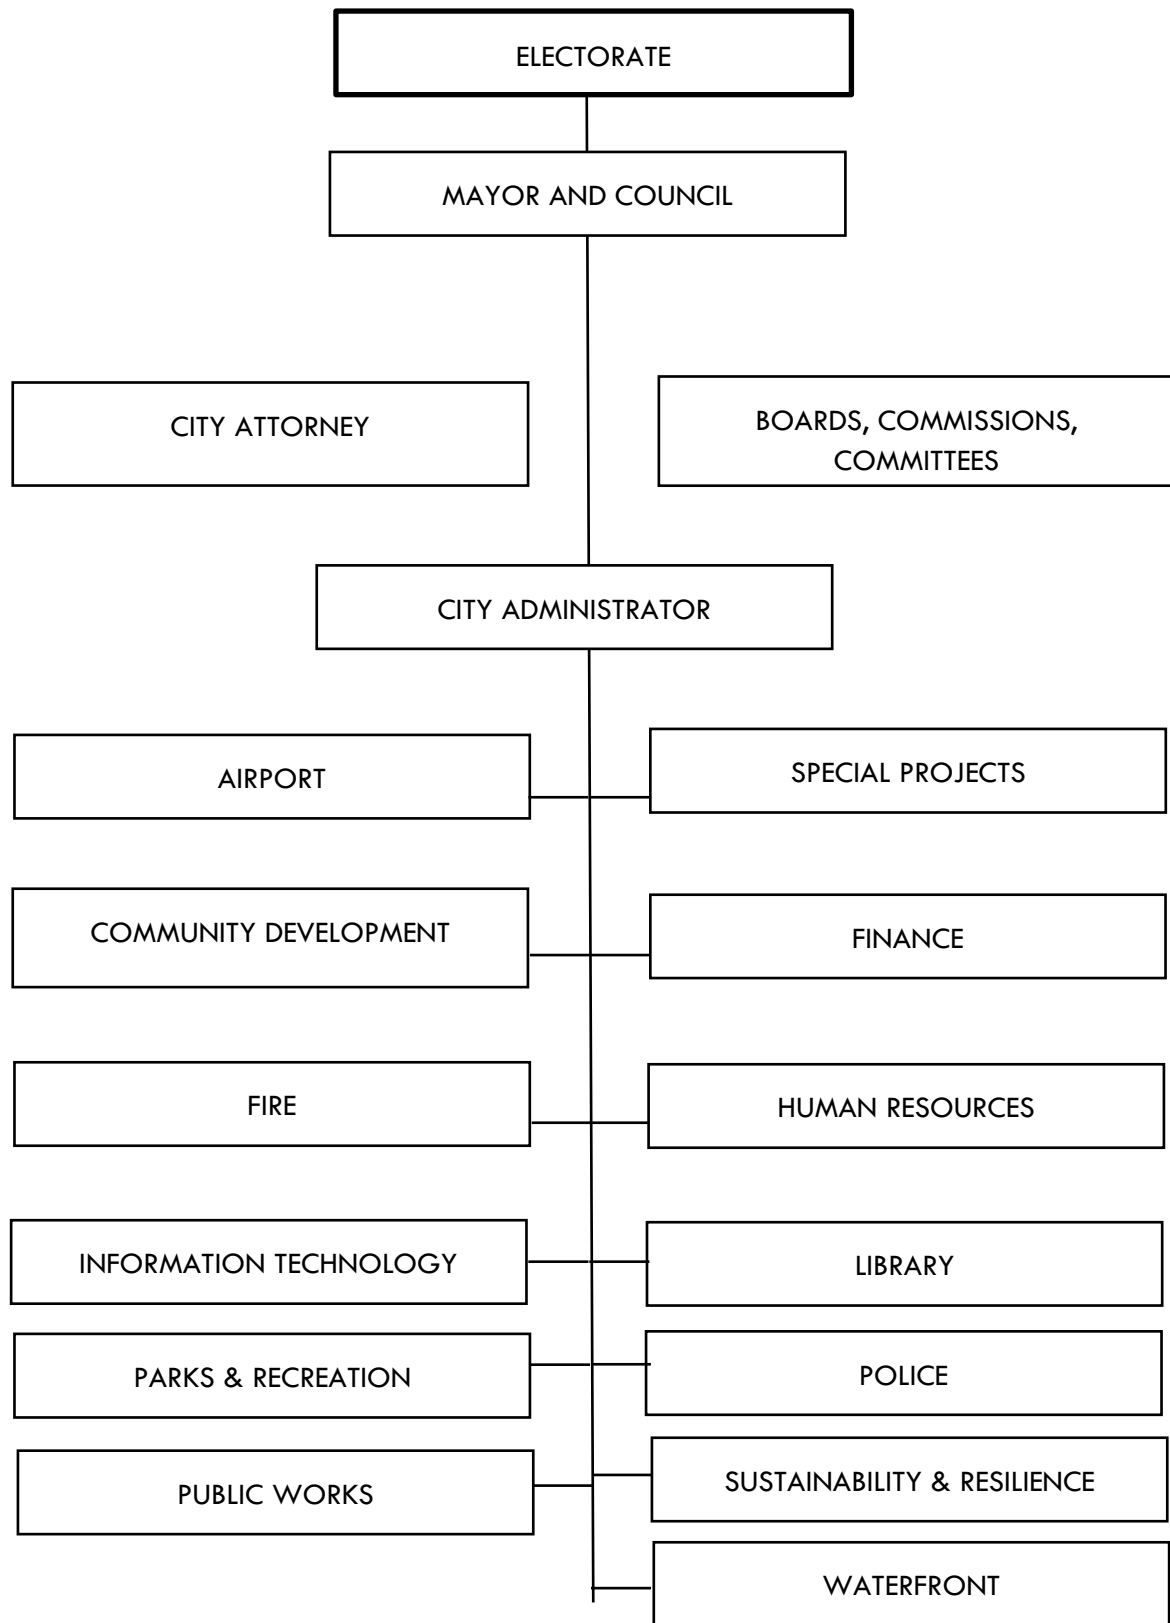 ELECTORATE
MAYOR AND COUNCIL
CITY ATTORNEY
BOARDS, COMMISSIONS,
COMMITTEES
CITY ADMINISTRATOR
AIRPORT
SPECIAL PROJECTS
COMMUNITY DEVELOPMENT
FINANCE
FIRE
HUMAN RESOURCES
INFORMATION TECHNOLOGY
LIBRARY
PARKS & RECREATION
POLICE
PUBLIC WORKS
SUSTAINABILITY & RESILIENCE
WATERFRONT